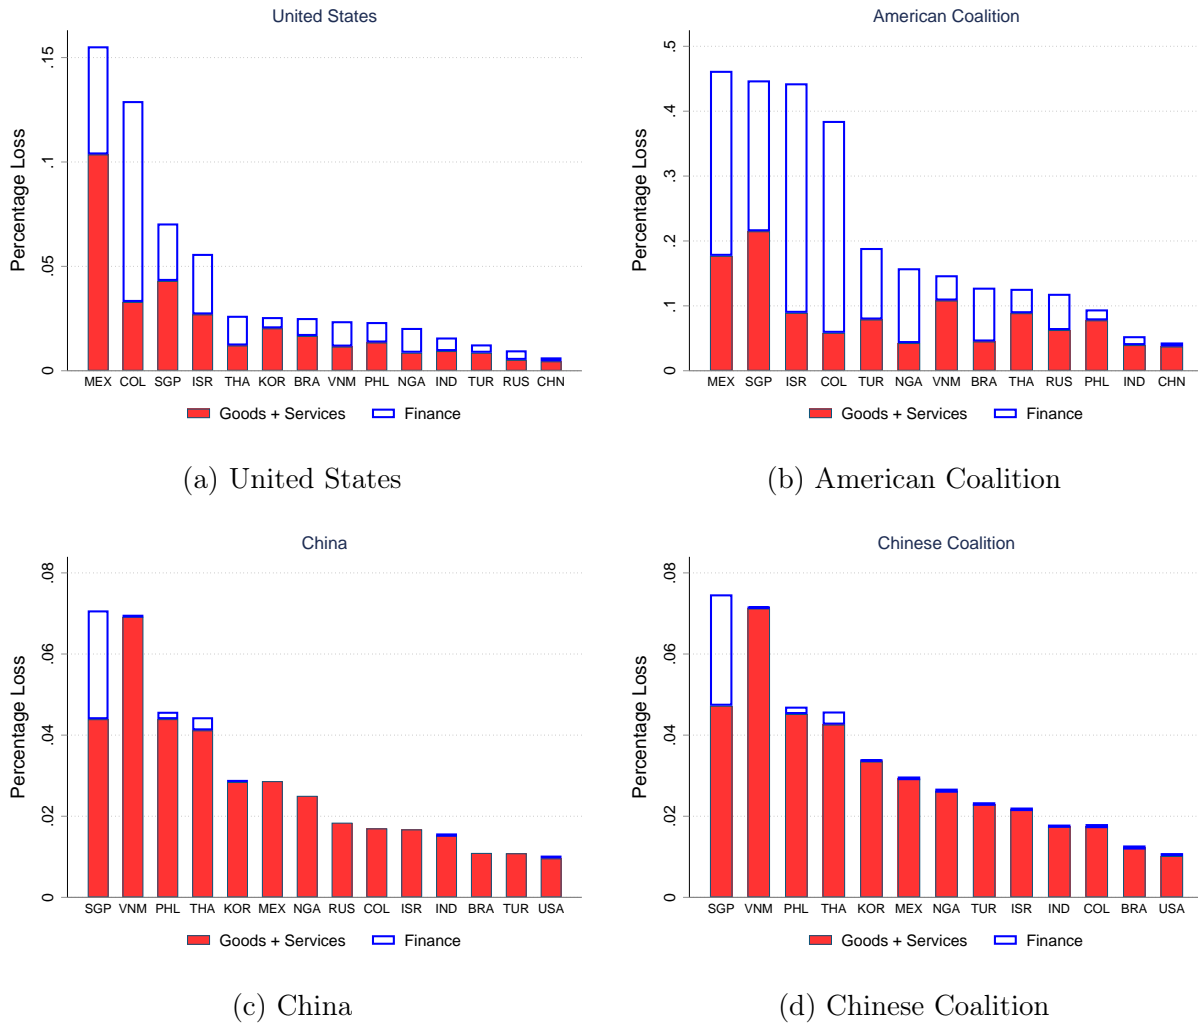 United States
Percentage Loss
.15
.1
.05
0
MEX COL SGP ISR THA KOR BRA VNM PHL NGA IND TUR RUS CHN
Goods + Services Finance
(a) United States
American Coalition
Percentage Loss
.5
.4
.3
.2
.1
0
MEX SGP ISR COL TUR NGA VNM BRA THA RUS PHL IND CHN
Goods + Services Finance
(b) American Coalition
China
Percentage Loss
.08
.06
.04
.02
0
SGP VNM PHL THA KOR MEX NGA RUS COL ISR IND BRA TUR USA
Goods + Services Finance
(c) China
Chinese Coalition
Percentage Loss
.08
.06
.04
.02
0
SGP VNM PHL THA KOR MEX NGA TUR ISR IND COL BRA USA
Goods + Services Finance
(d) Chinese Coalition